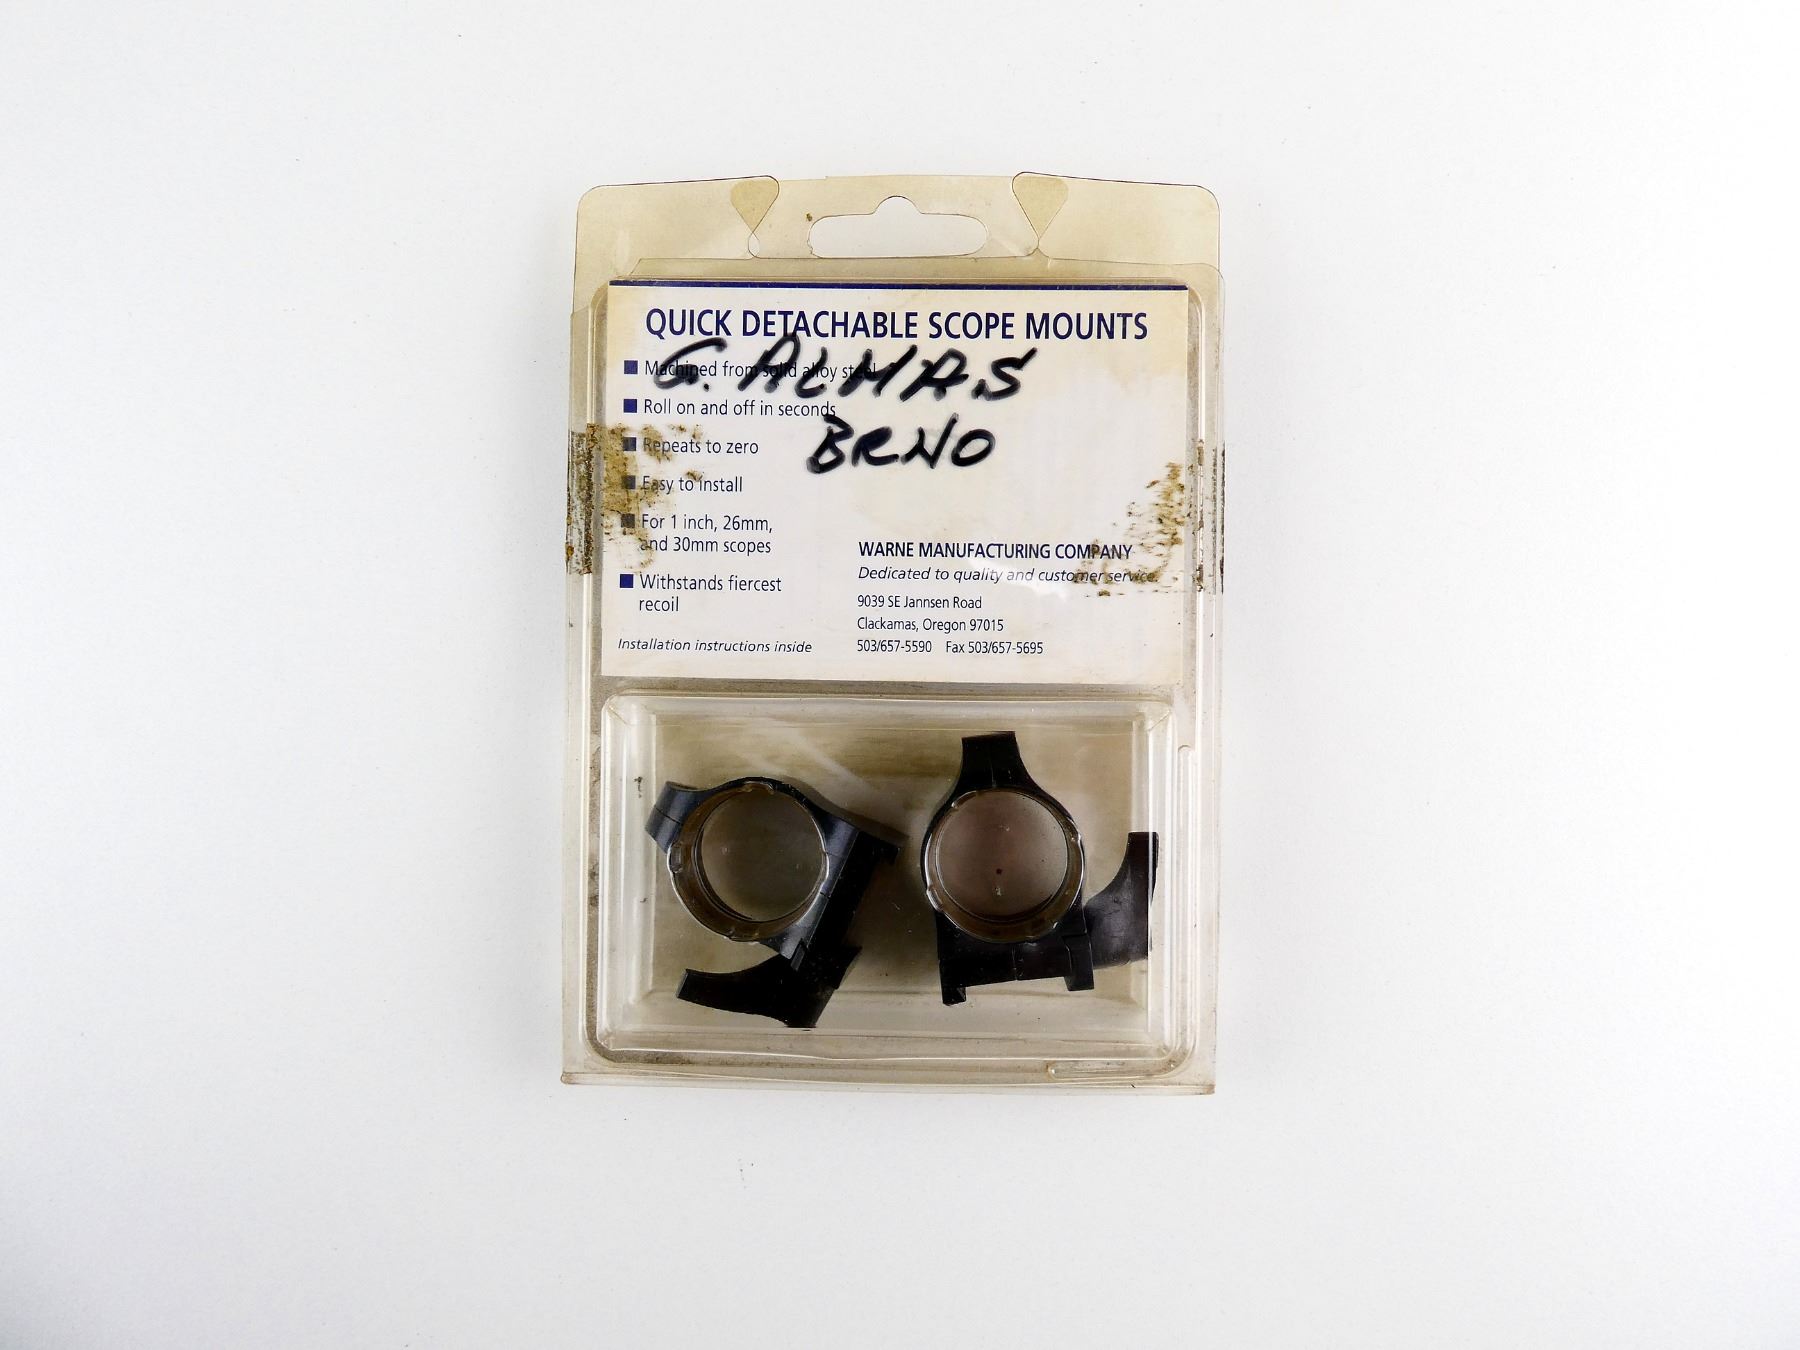 QUICK DETACHABLE SCOPE MOUNTS
Machined from solid alloy steel
G. ALMAS
Roll on and off in seconds
BRNO
Repeats to zero
Easy to install
For 1 inch, 26mm,
and 30mm scopes
Withstands fiercest
recoil
Installation instructions inside
WARNE MANUFACTURING COMPANY
Dedicated to quality and customer service.
9039 SE Jannsen Road
Clackamas, Oregon 97015
503/657-5590 Fax 503/657-5695